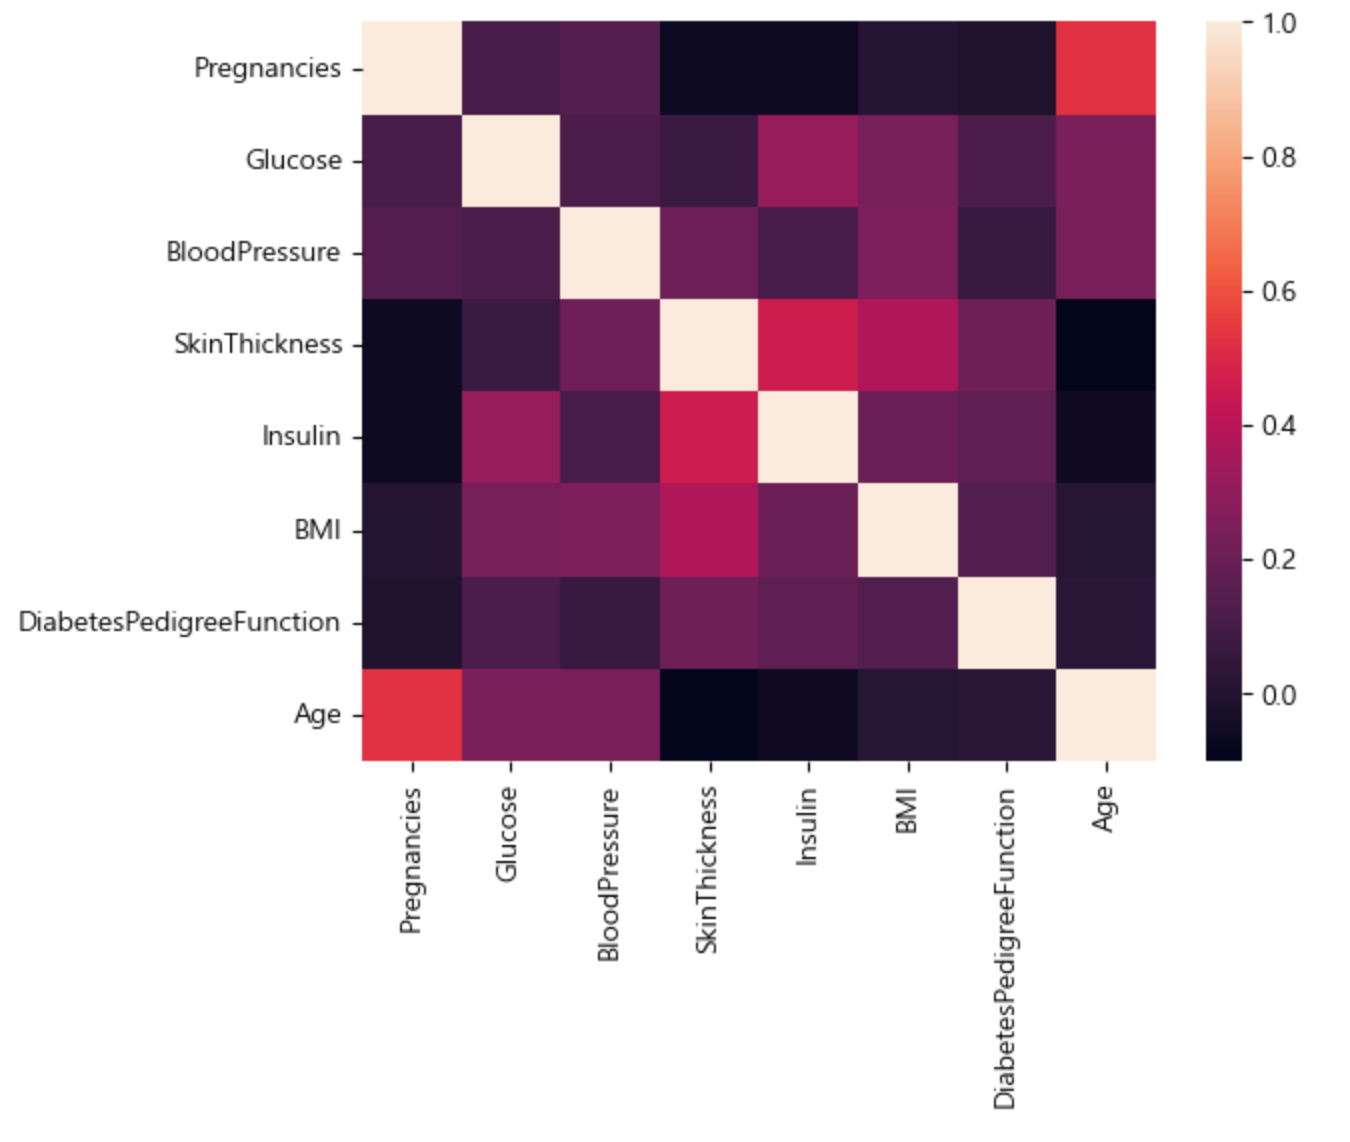 Pregnancies
Glucose
BloodPressure
SkinThickness
Insulin
BMI
DiabetesPedigreeFunction
Age
Pregnancies
Glucose
BloodPressure
SkinThickness
Insulin
BMI
DiabetesPedigreeFunction
Age
1.0
0.8
0.6
0.4
0.2
0.0